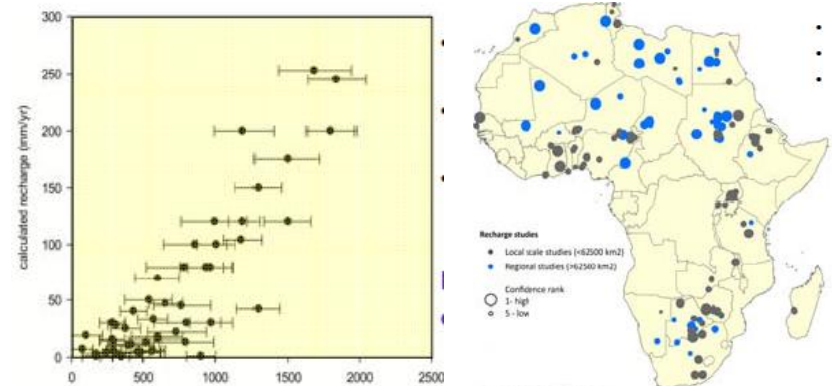 300
250
200
150
100
50
0
calculated recharge (mm/yr)
0 500 1000 1500 2000 2500
Recharge studies
Local scale studies (<62500 km2)
Regional studies (>62500 km2)
Confidence rank
1- high
5 - low